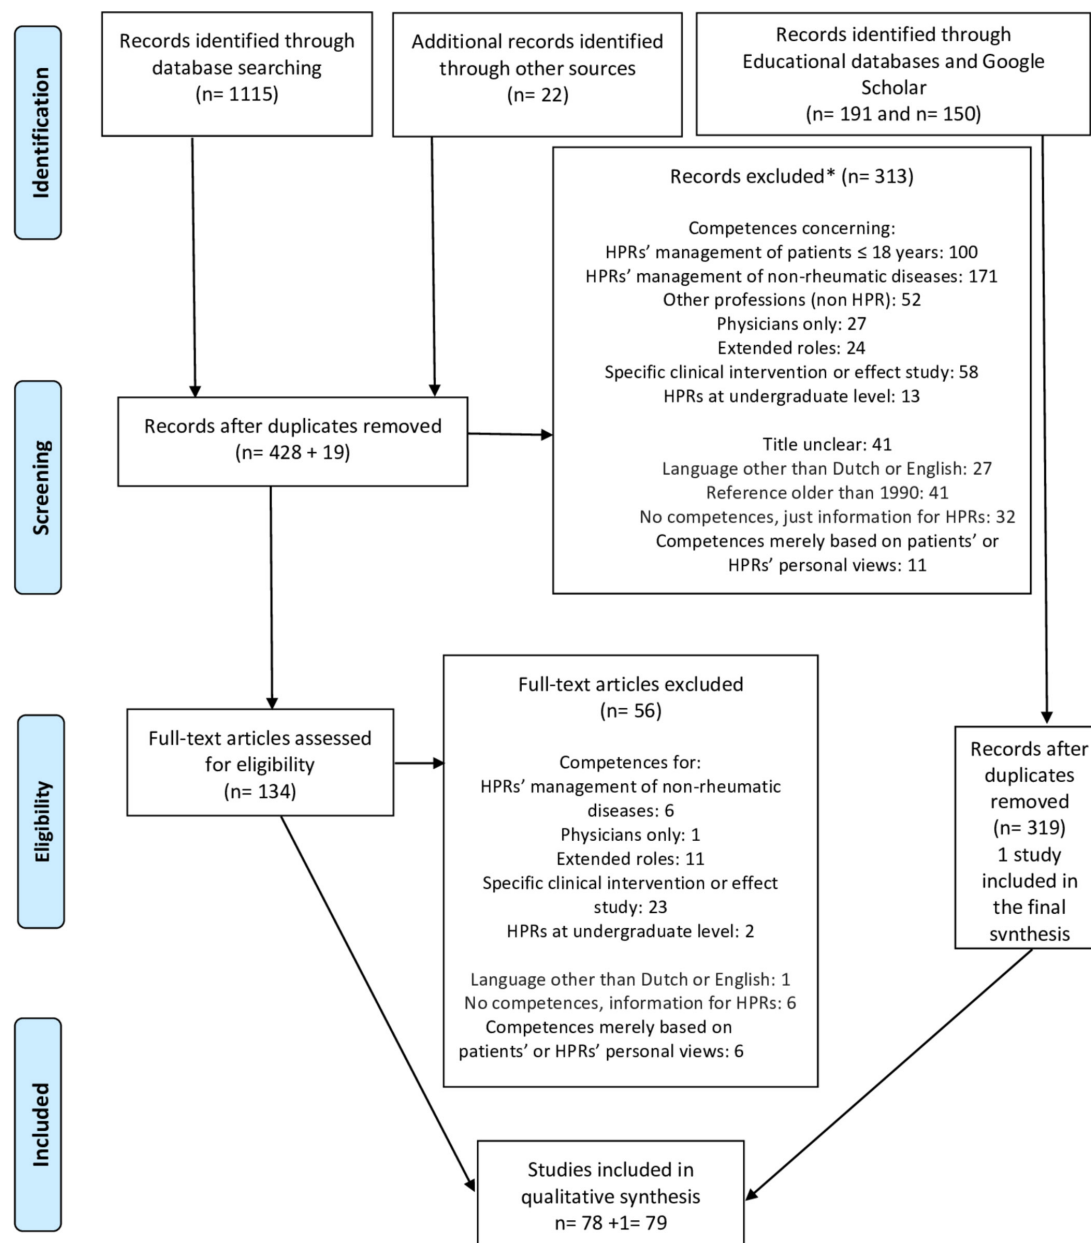 Identification
Records identified through
database searching
(n= 1115)
Additional records identified
through other sources
(n= 22)
Records identified through
Educational databases and Google
Scholar
(n= 191 and n= 150)
Records excluded* (n= 313)
Competences concerning:
HPRs’ management of patients ≤ 18 years: 100
HPRs’ management of non-rheumatic diseases: 171
Other professions (non HPR): 52
Physicians only: 27
Extended roles: 24
Specific clinical intervention or effect study: 58
HPRs at undergraduate level: 13
Title unclear: 41
Language other than Dutch or English: 27
Reference older than 1990: 41
No competences, just information for HPRs: 32
Competences merely based on patients’ or
HPRs’ personal views: 11
Screening
Records after duplicates removed
(n= 428 + 19)
Eligibility
Full-text articles assessed
for eligibility
(n= 134)
Full-text articles excluded
(n= 56)
Competences for:
HPRs’ management of non-rheumatic
diseases: 6
Physicians only: 1
Extended roles: 11
Specific clinical intervention or effect
study: 23
HPRs at undergraduate level: 2
Language other than Dutch or English: 1
No competences, information for HPRs: 6
Competences merely based on
patients’ or HPRs’ personal views: 6
Records after
duplicates
removed
(n= 319)
1 study
included in
the final
synthesis
Included
Studies included in
qualitative synthesis
n= 78 +1= 79